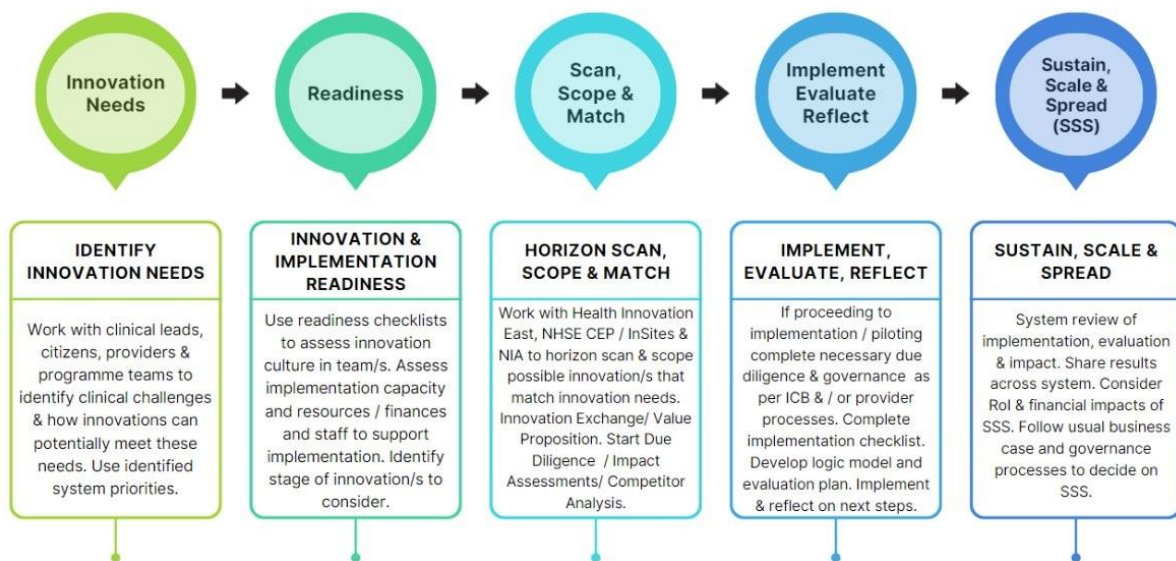 Innovation
Needs
Readiness
Scan,
Scope &
Match
Implement
Evaluate
Reflect
Sustain,
Scale &
Spread
(SSS)
IDENTIFY
INNOVATION NEEDS
Work with clinical leads,
citizens, providers &
programme teams to
identify clinical challenges
& how innovations can
potentially meet these
needs. Use identified
system priorities.
INNOVATION &
IMPLEMENTATION
READINESS
Use readiness checklists
to assess innovation
culture in team/s. Assess
implementation capacity
and resources / finances
and staff to support
implementation. Identify
stage of innovation/s to
consider.
HORIZON SCAN,
SCOPE & MATCH
Work with Health Innovation
East, NHSE CEP / InSites &
NIA to horizon scan & scope
possible innovation/s that
match innovation needs.
Innovation Exchange/ Value
Proposition. Start Due
Diligence / Impact
Assessments/ Competitor
Analysis.
IMPLEMENT,
EVALUATE, REFLECT
If proceeding to
implementation / piloting
complete necessary due
diligence & governance as
per ICB & / or provider
processes. Complete
implementation checklist.
Develop logic model and
evaluation plan. Implement
& reflect on next steps.
SUSTAIN, SCALE &
SPREAD
System review of
implementation, evaluation
& impact. Share results
across system. Consider
RoI & financial impacts of
SSS. Follow usual business
case and governance
processes to decide on
SSS.